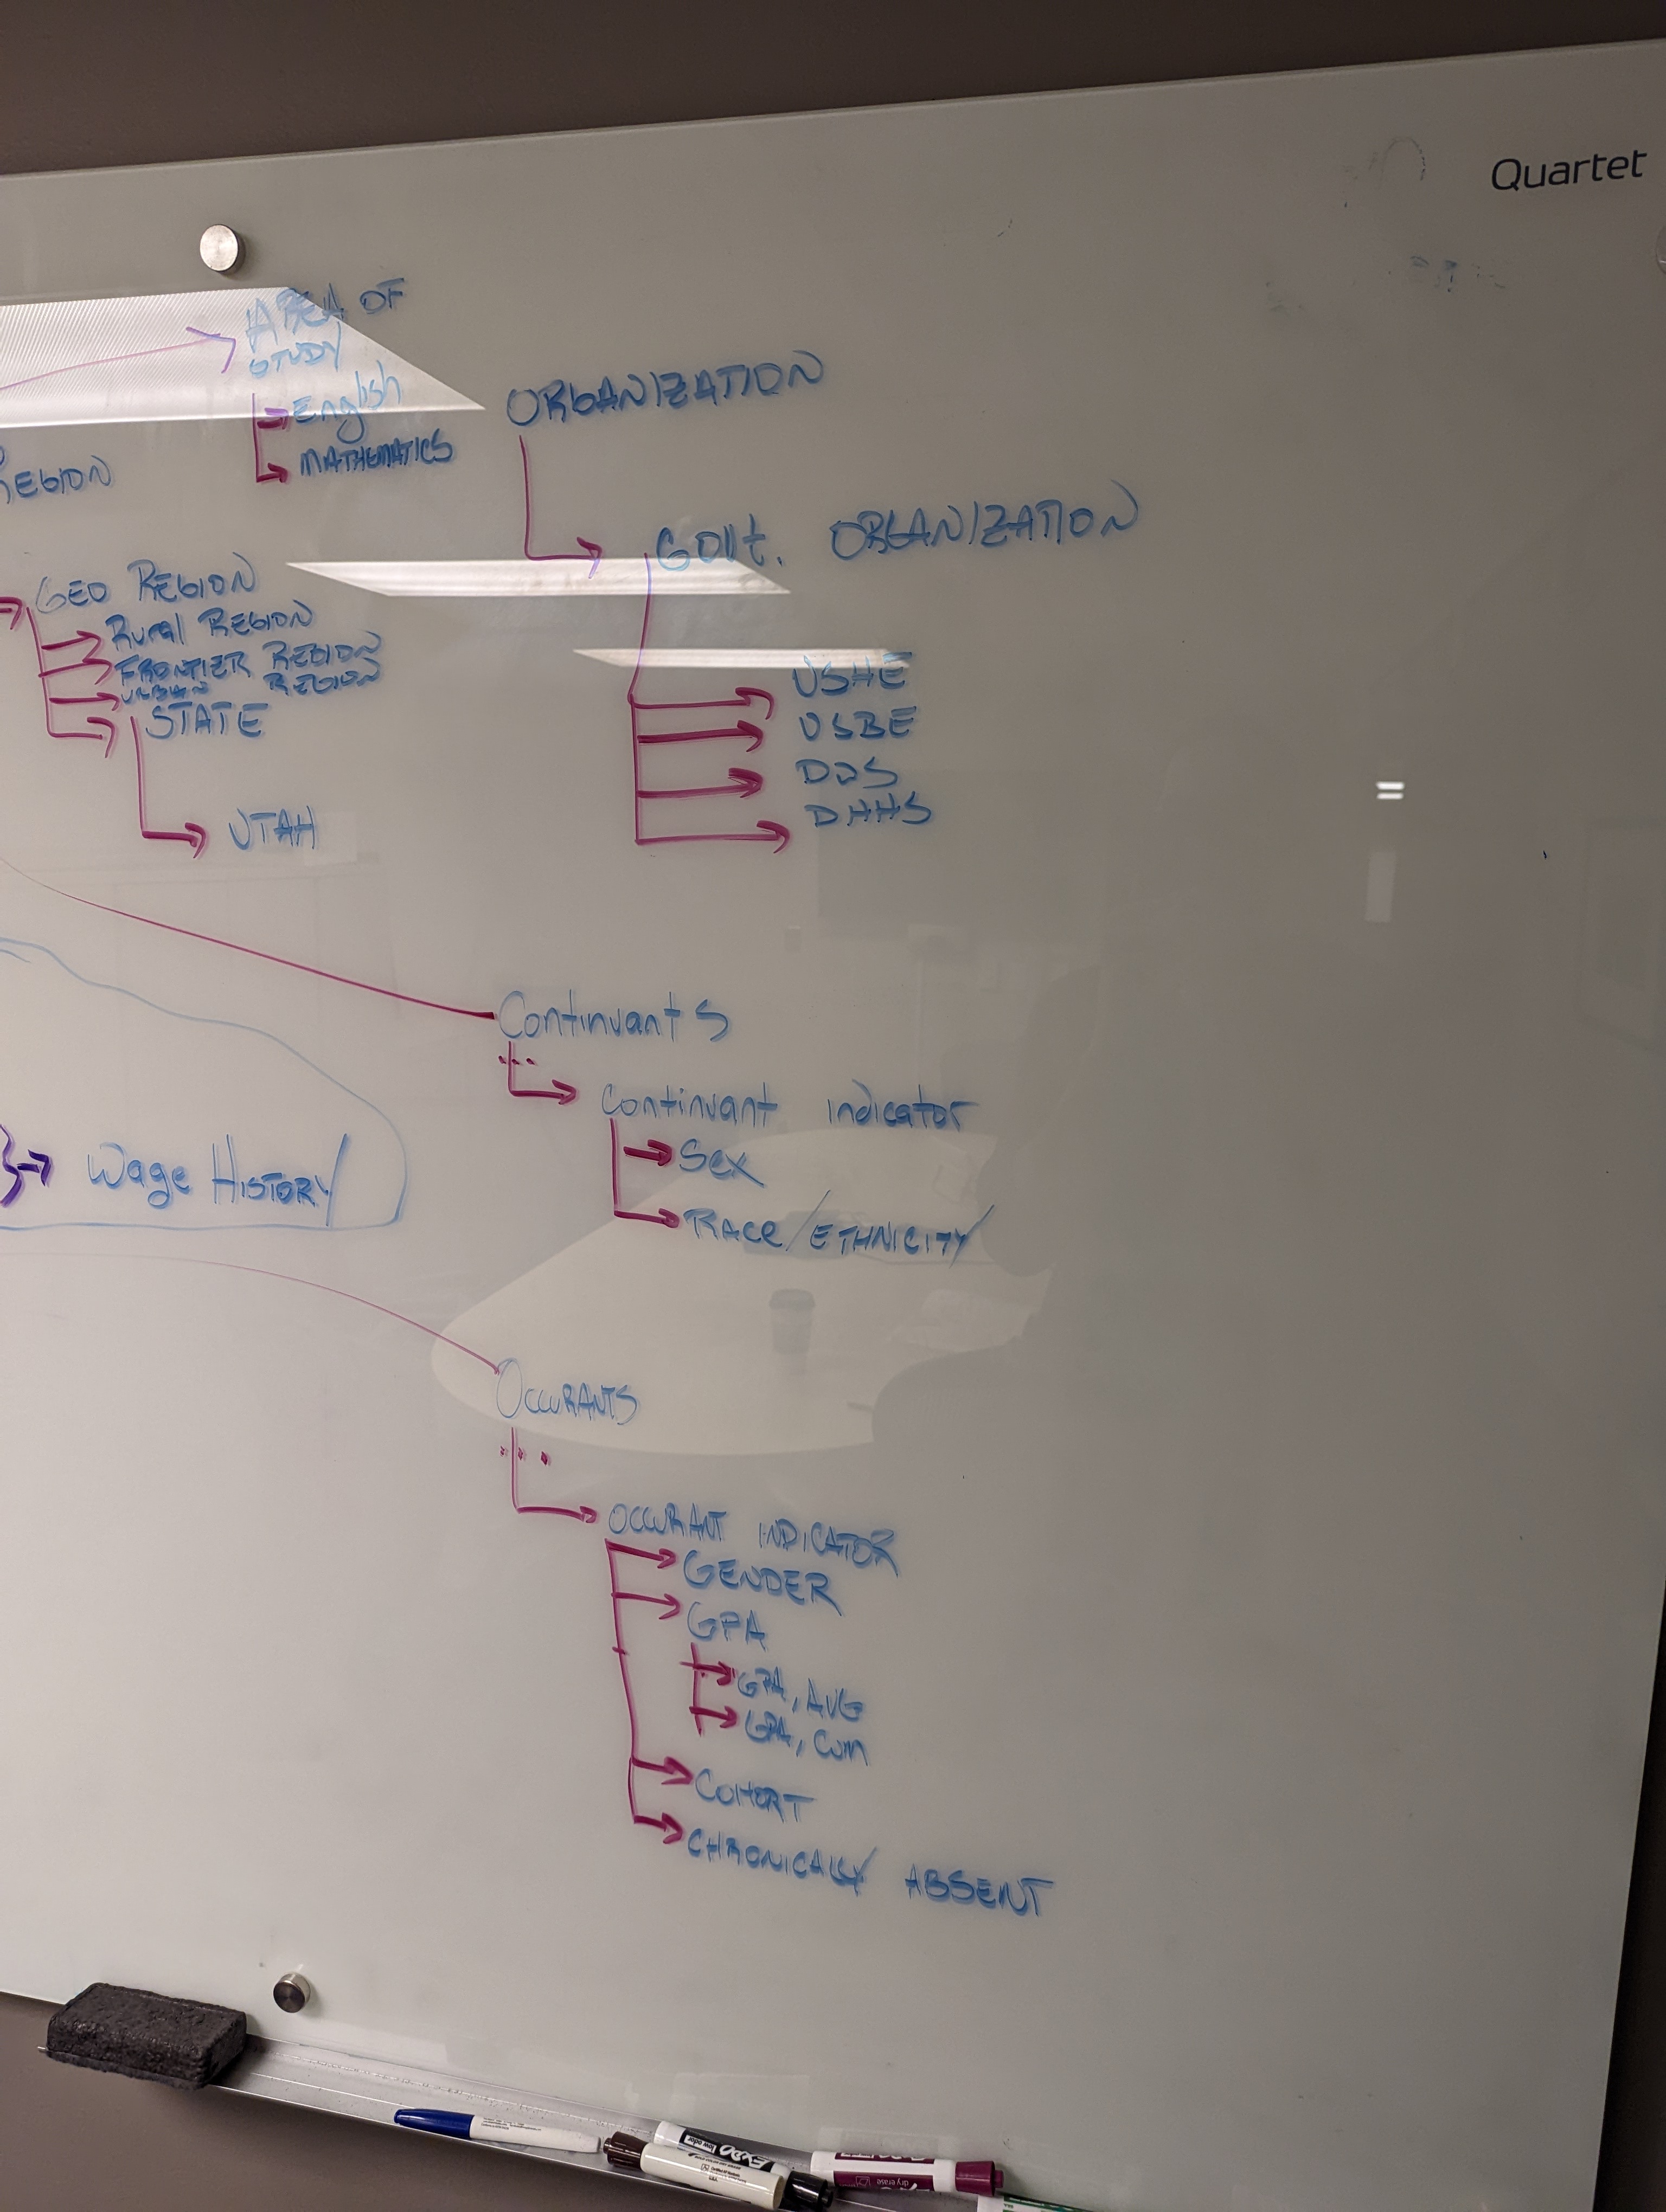 Quartet
AREA OF
STUDY
English
MATHEMATICS
REGION
ORGANIZATION
GOVt. ORGANIZATION
USHE
USBE
DHHS
GEO REGION
Rural REGION
FRONTIER REGION
URBAN REGION
STATE
UTAH
Continuants
...
Continuant indicator
Sex
RACE/ETHNICITY
Wage HISTORY
OCCURANTS
...
OCCURANT INDICATOR
GENDER
GPA
GPA, AVG
GPA, CUM
COHORT
CHRONICALLY ABSENT
EXPO
low odor
dry erase